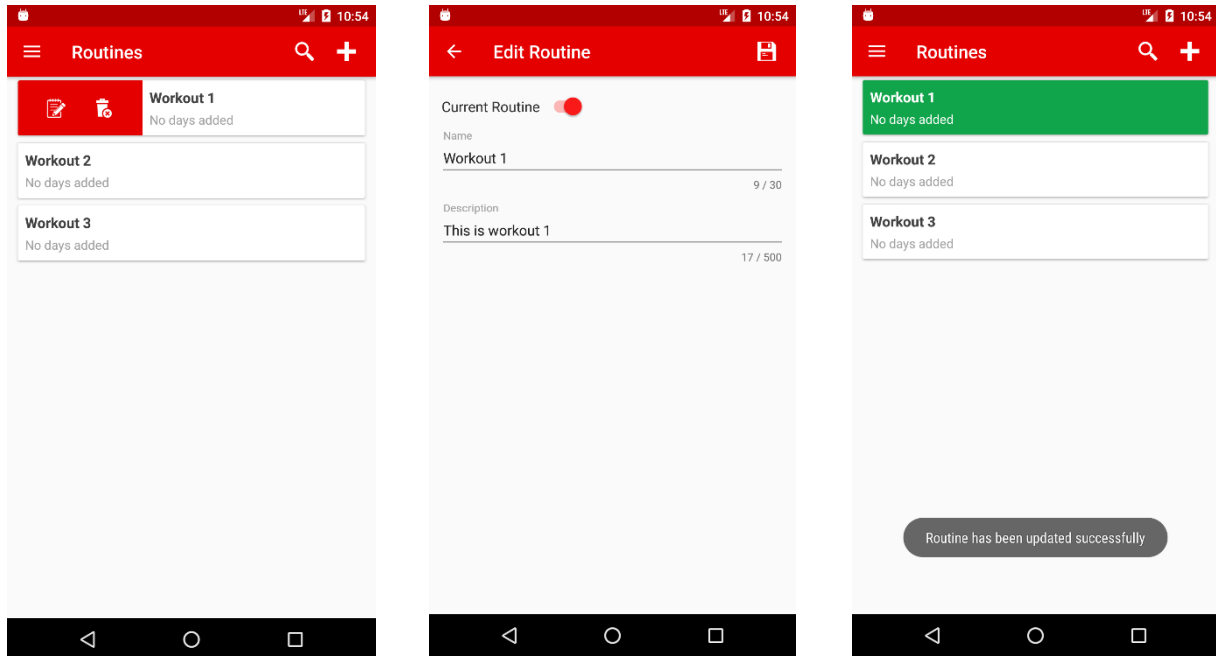 LTE 10:54
Routines
Workout 1
No days added
Workout 2
No days added
Workout 3
No days added
LTE 10:54
Edit Routine
Current Routine
Name
Workout 1
9 / 30
Description
This is workout 1
17 / 500
LTE 10:54
Routines
Workout 1
No days added
Workout 2
No days added
Workout 3
No days added
Routine has been updated successfully